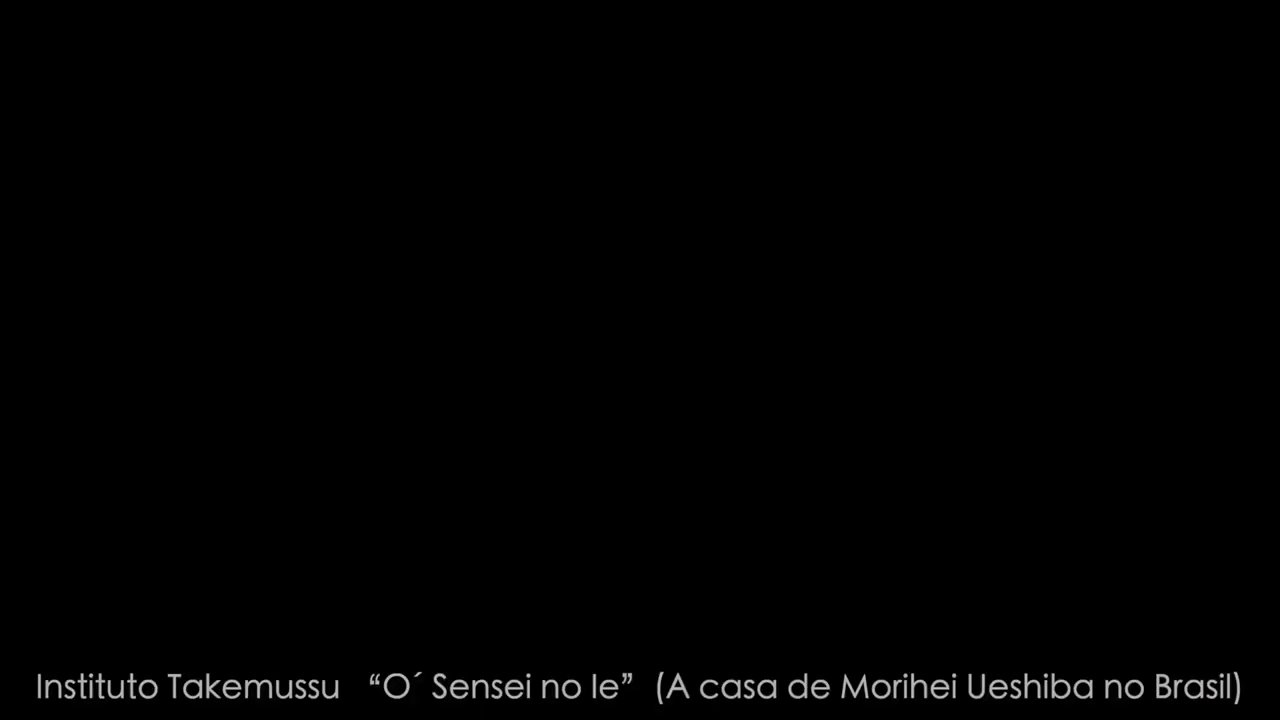 Instituto Takemussu “O´ Sensei no Ie” (A casa de Morihei Ueshiba no Brasil)